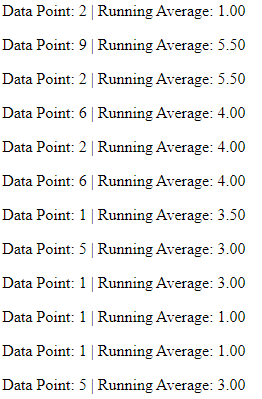 Data Point: 2 | Running Average: 1.00
Data Point: 9 | Running Average: 5.50
Data Point: 2 | Running Average: 5.50
Data Point: 6 | Running Average: 4.00
Data Point: 2 | Running Average: 4.00
Data Point: 6 | Running Average: 4.00
Data Point: 1 | Running Average: 3.50
Data Point: 5 | Running Average: 3.00
Data Point: 1 | Running Average: 3.00
Data Point: 1 | Running Average: 1.00
Data Point: 1 | Running Average: 1.00
Data Point: 5 | Running Average: 3.00